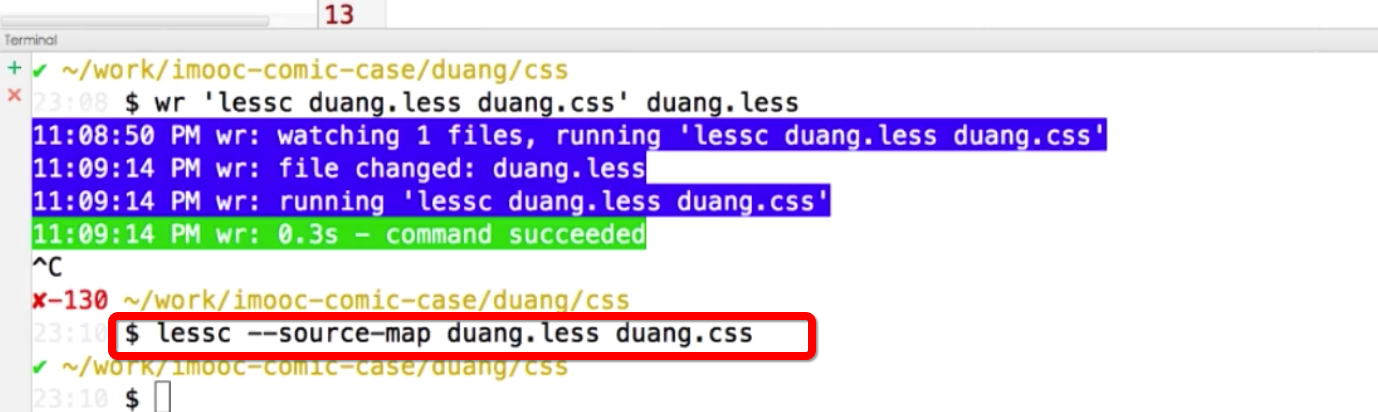 13
Terminal
+ ✔ ~/work/imooc-comic-case/duang/css
× 23:08 $ wr 'lessc duang.less duang.css' duang.less
11:08:50 PM wr: watching 1 files, running 'lessc duang.less duang.css'
11:09:14 PM wr: file changed: duang.less
11:09:14 PM wr: running 'lessc duang.less duang.css'
11:09:14 PM wr: 0.3s - command succeeded
^C
✘-130 ~/work/imooc-comic-case/duang/css
23:10 $ lessc --source-map duang.less duang.css
✔ ~/work/imooc-comic-case/duang/css
23:10 $